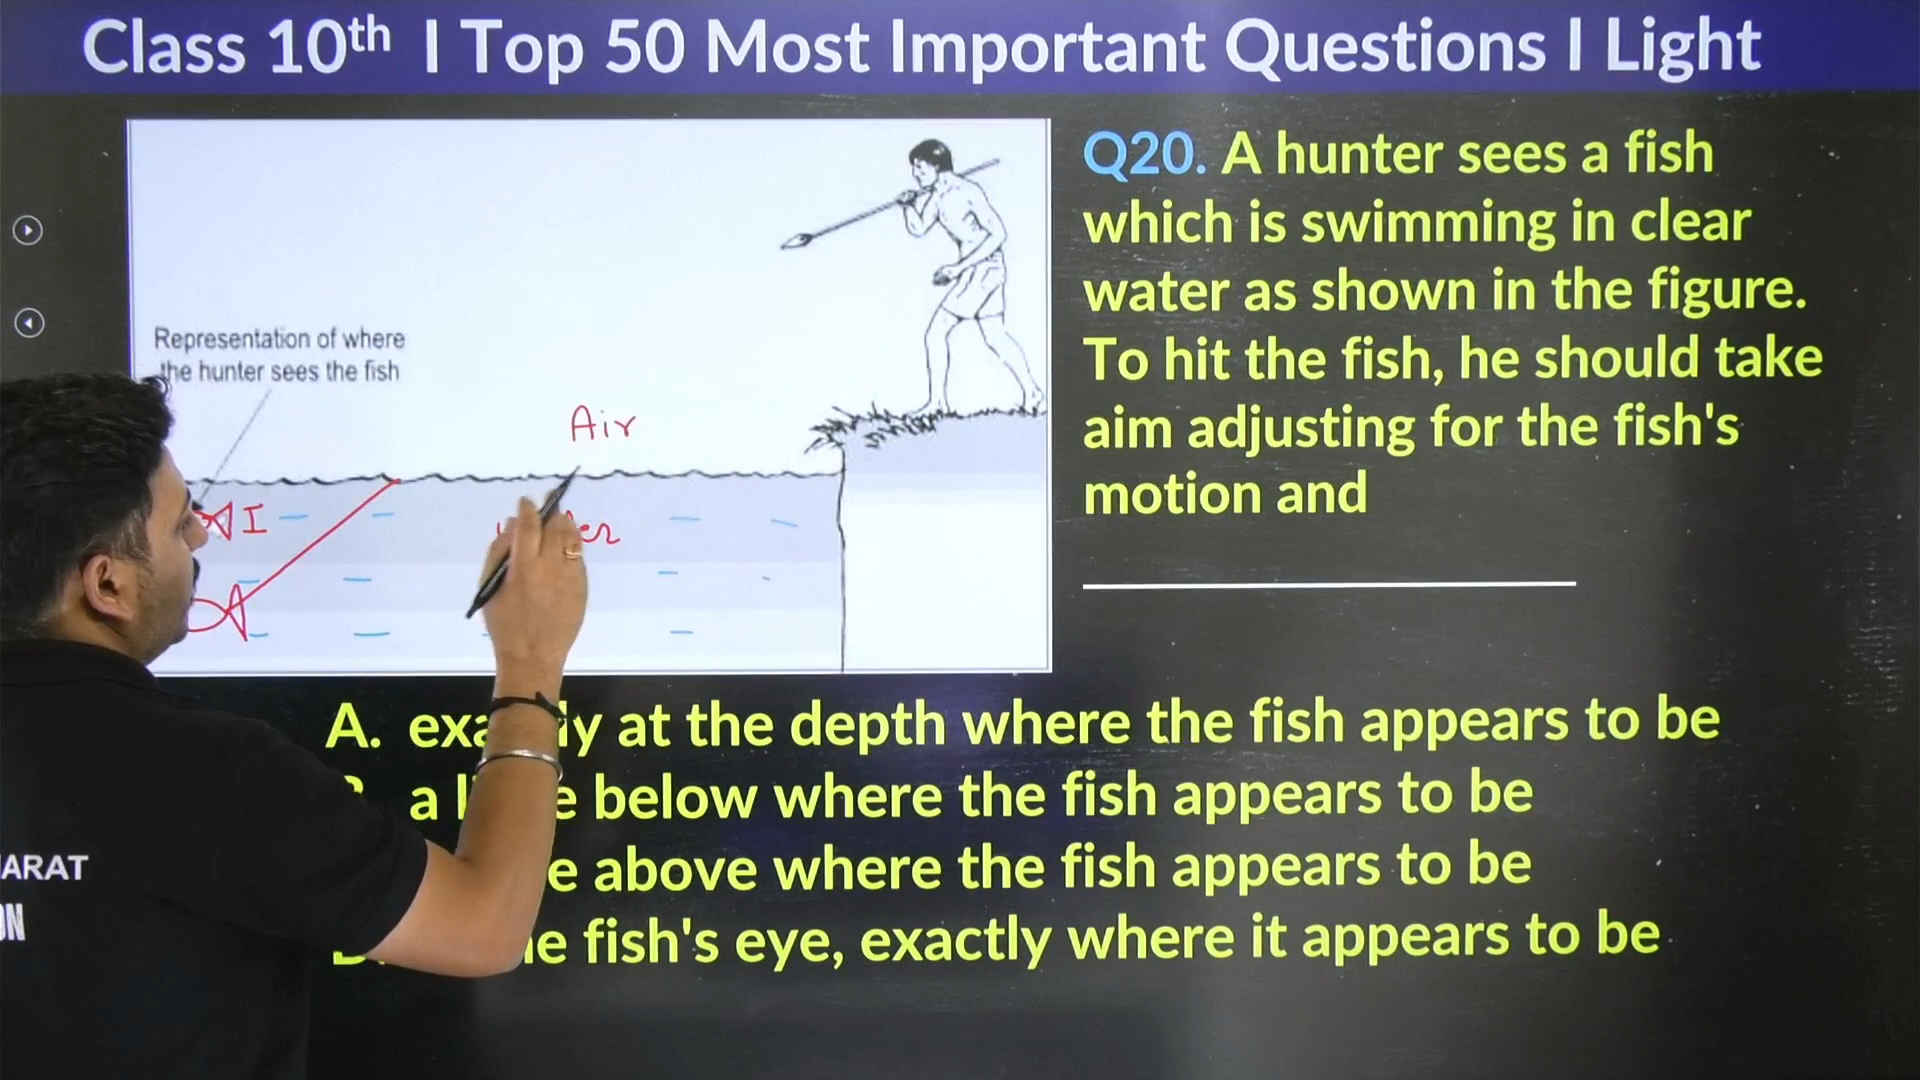 Class 10th I Top 50 Most Important Questions I Light
Representation of where
the hunter sees the fish
Air
I
Q20. A hunter sees a fish
which is swimming in clear
water as shown in the figure.
To hit the fish, he should take
aim adjusting for the fish's
motion and
A. at the depth where the fish appears to be
a below where the fish appears to be
above where the fish appears to be
fish's eye, exactly where it appears to be